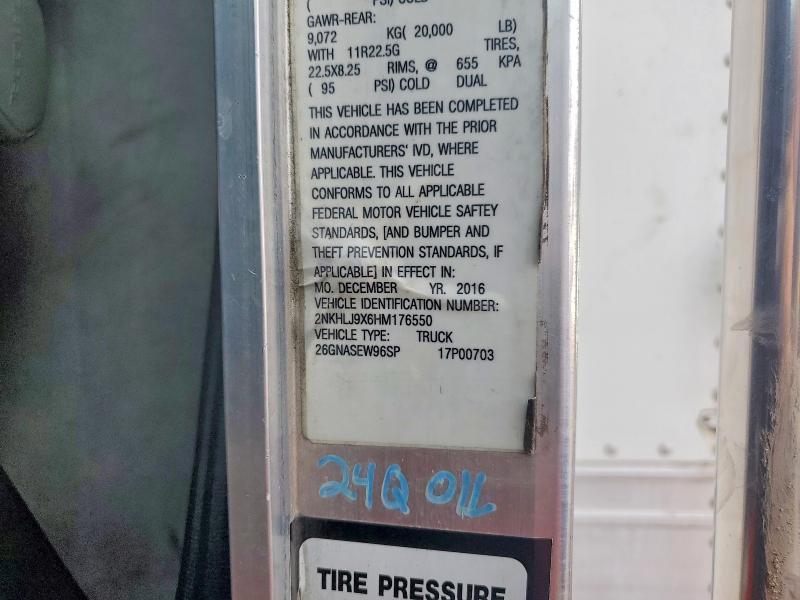 ( PSI) COLD
GAWR-REAR:
9,072 KG( 20,000 LB)
WITH 11R22.5G TIRES,
22.5X8.25 RIMS, @ 655 KPA
( 95 PSI) COLD DUAL
THIS VEHICLE HAS BEEN COMPLETED
IN ACCORDANCE WITH THE PRIOR
MANUFACTURERS' IVD, WHERE
APPLICABLE. THIS VEHICLE
CONFORMS TO ALL APPLICABLE
FEDERAL MOTOR VEHICLE SAFTEY
STANDARDS, [AND BUMPER AND
THEFT PREVENTION STANDARDS, IF
APPLICABLE] IN EFFECT IN:
MO. DECEMBER YR. 2016
VEHICLE IDENTIFICATION NUMBER:
2NKHLJ9X6HM176550
VEHICLE TYPE: TRUCK
26GNASEW96SP 17P00703
24Q OIL
TIRE PRESSURE